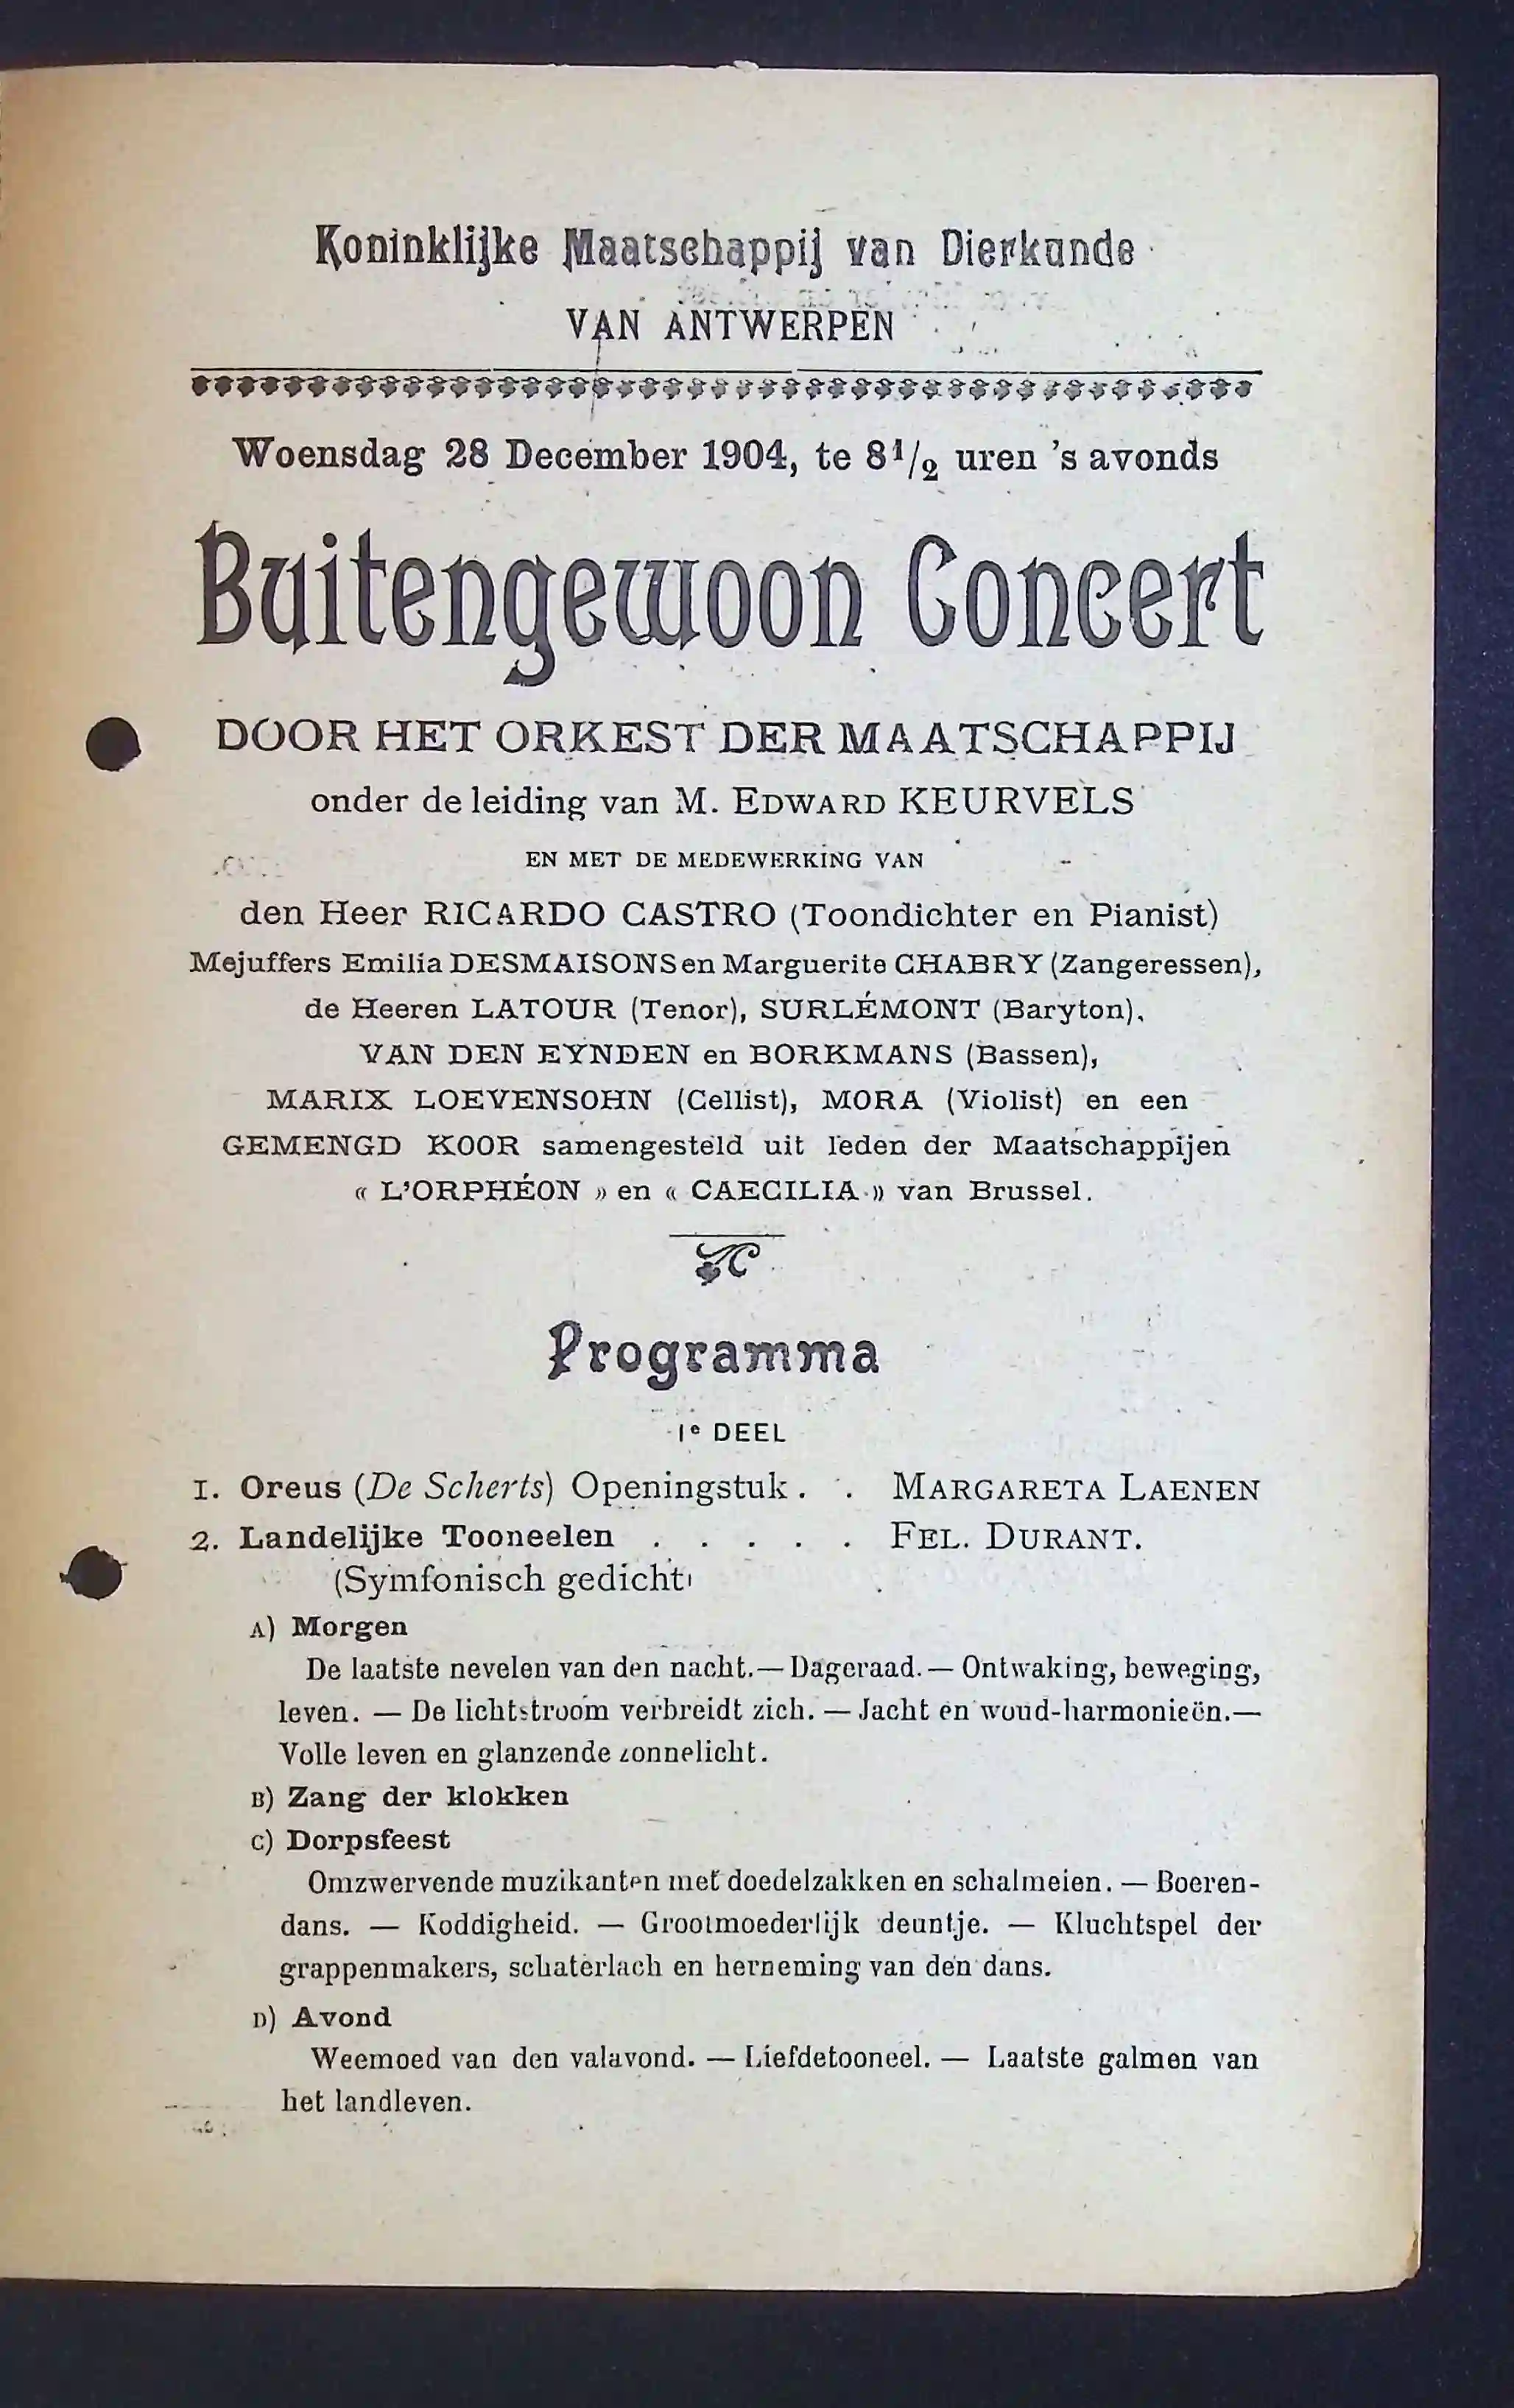 Koninklijke Maatschappij van Dierkunde
VAN ANTWERPEN
Woensdag 28 December 1904, te 8 1/2 uren 's avonds
Buitengewoon Concert
DOOR HET ORKEST DER MAATSCHAPPIJ
onder de leiding van M. EDWARD KEURVELS
EN MET DE MEDEWERKING VAN
den Heer RICARDO CASTRO (Toondichter en Pianist)
Mejuffers Emilia DESMAISONS en Marguerite CHABRY (Zangeressen),
de Heeren LATOUR (Tenor), SURLÉMONT (Baryton),
VAN DEN EYNDEN en BORKMANS (Bassen),
MARIX LOEVENSOHN (Cellist), MORA (Violist) en een
GEMENGD KOOR samengesteld uit leden der Maatschappijen
« L'ORPHÉON » en « CAECILIA » van Brussel.
Programma
Iᵉ DEEL
1. Oreus (De Scherts) Openingstuk . . MARGARETA LAENEN
2. Landelijke Tooneelen . . . . . FEL. DURANT.
(Symfonisch gedicht)
A) Morgen
De laatste nevelen van den nacht. — Dageraad. — Ontwaking, beweging,
leven. — De lichtstroom verbreidt zich. — Jacht en woud-harmonieën. —
Volle leven en glanzende zonnelicht.
B) Zang der klokken
C) Dorpsfeest
Omzwervende muzikanten met doedelzakken en schalmeien. — Boeren-
dans. — Koddigheid. — Grootmoederlijk deuntje. — Kluchtspel der
grappenmakers, schaterlach en herneming van den dans.
D) Avond
Weemoed van den valavond. — Liefdetooneel. — Laatste galmen van
het landleven.